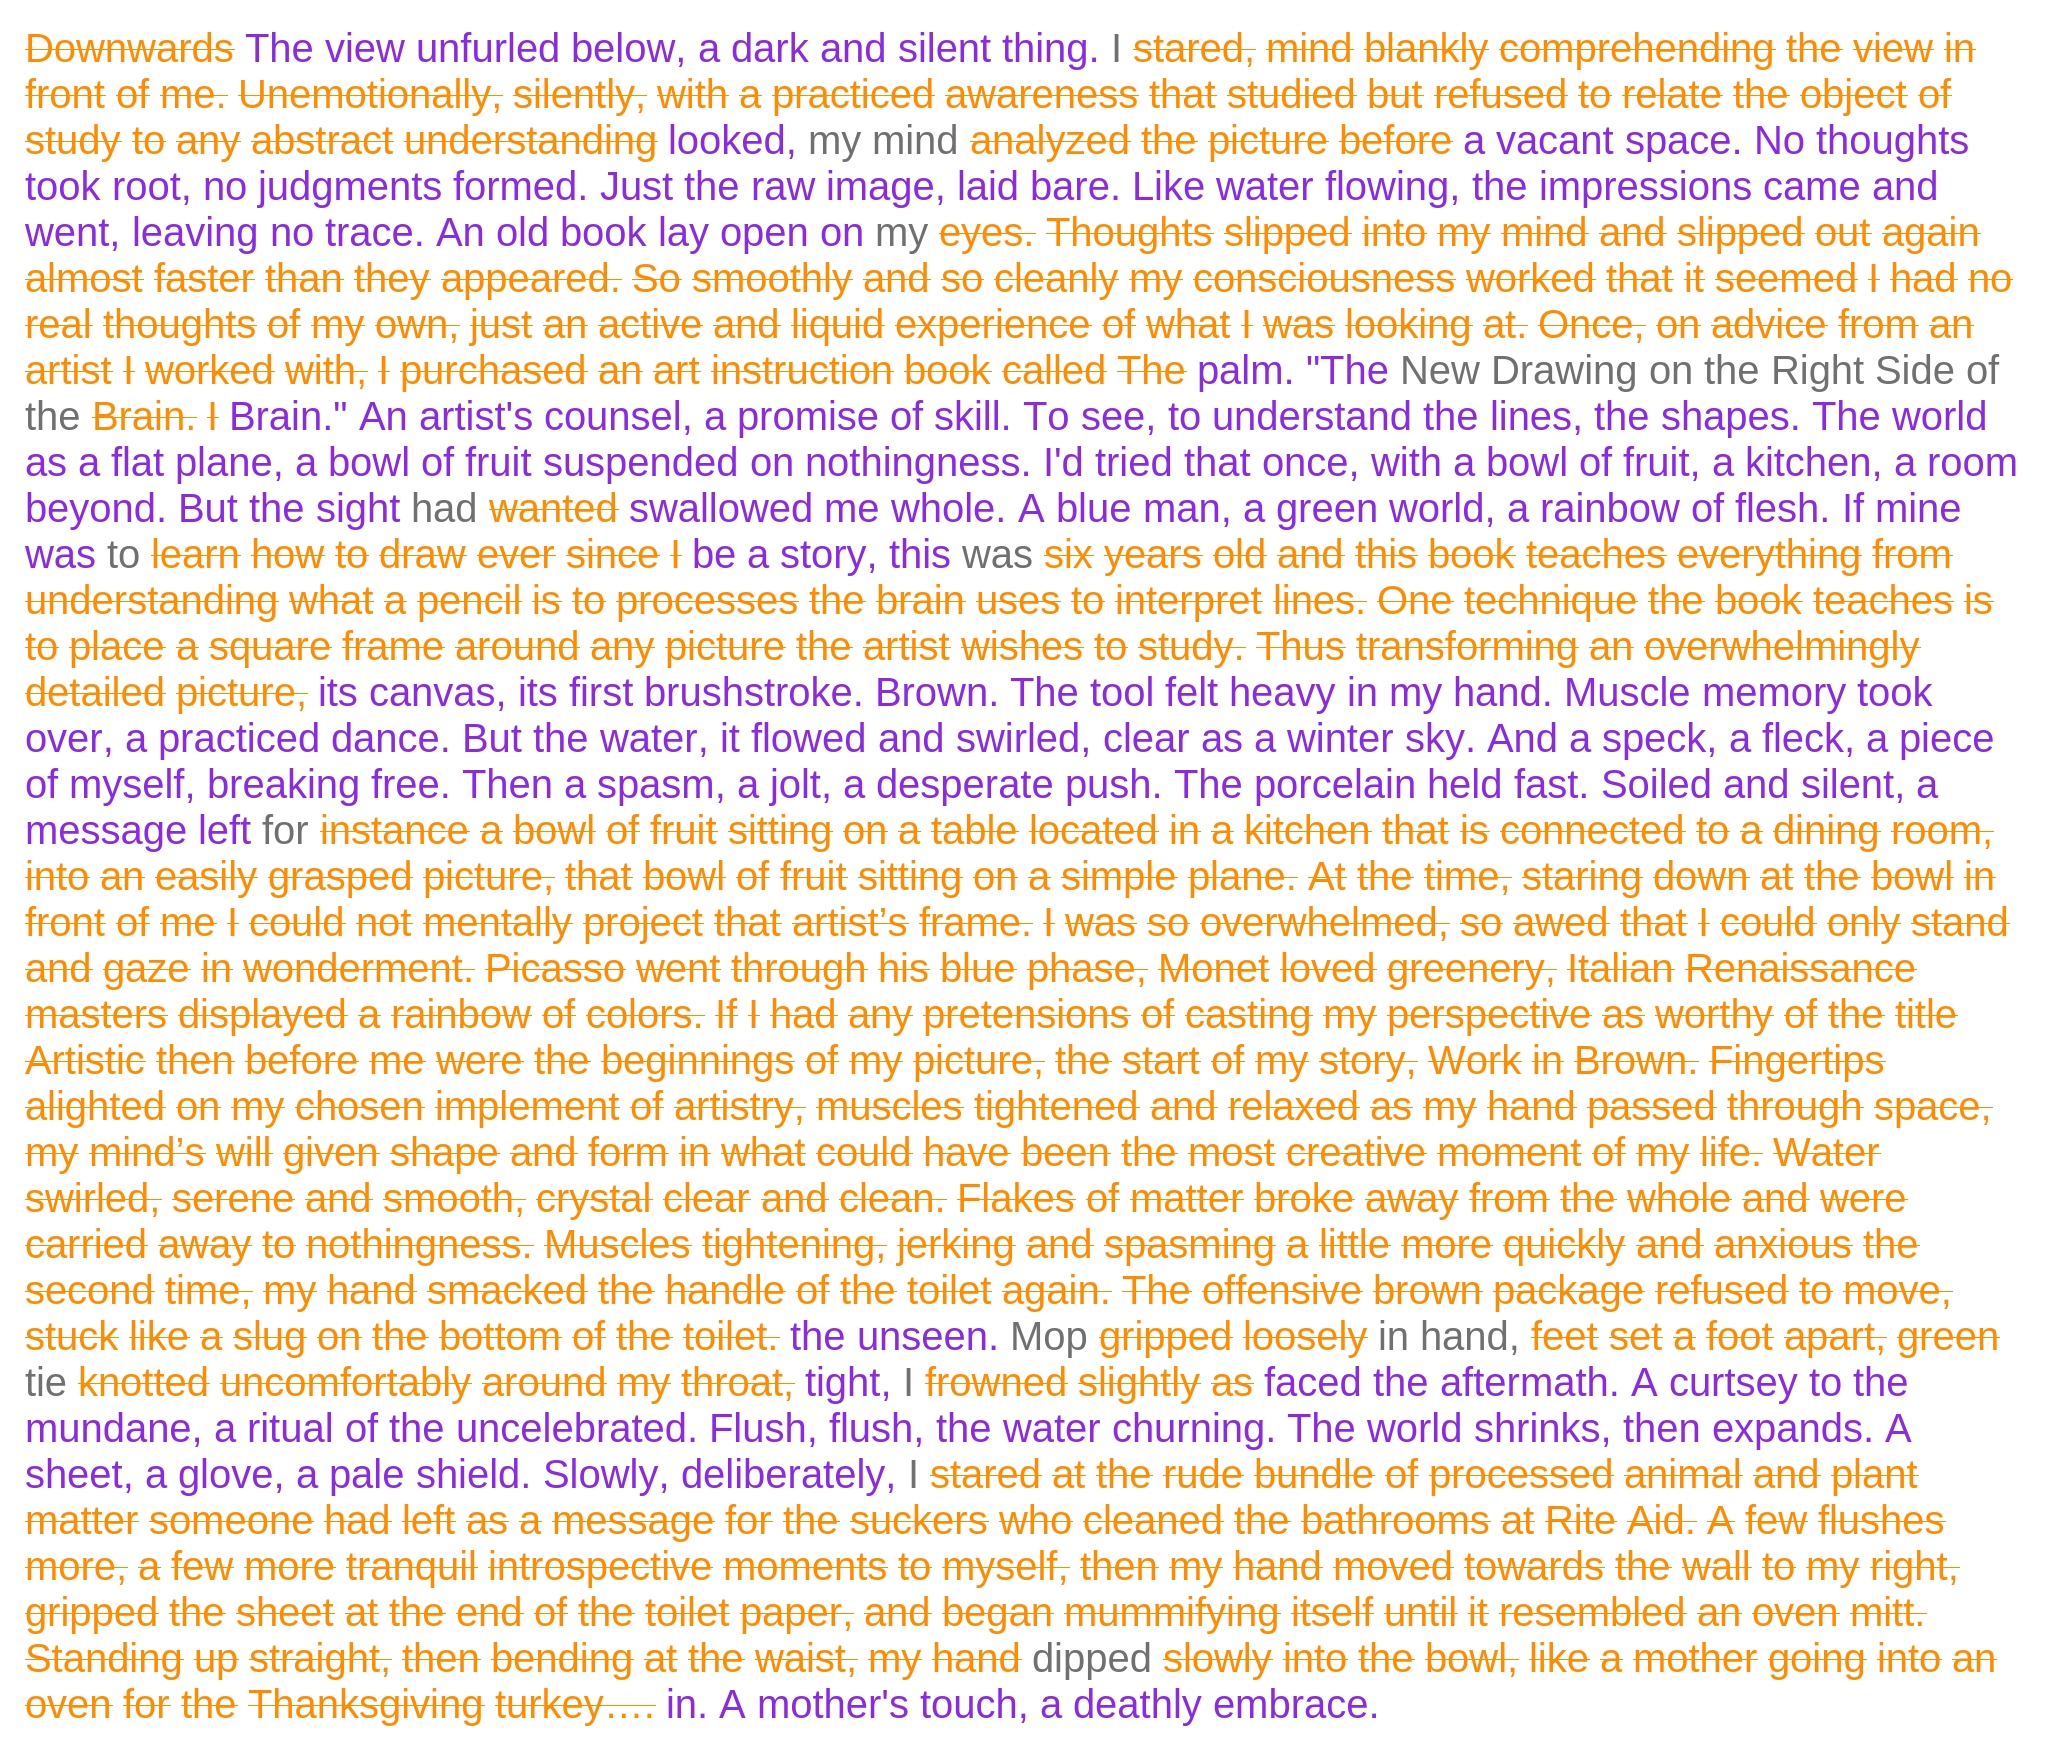 Downwards The view unfurled below, a dark and silent thing. I stared, mind blankly comprehending the view in
front of me. Unemotionally, silently, with a practiced awareness that studied but refused to relate the object of
study to any abstract understanding looked, my mind analyzed the picture before a vacant space. No thoughts
took root, no judgments formed. Just the raw image, laid bare. Like water flowing, the impressions came and
went, leaving no trace. An old book lay open on my eyes. Thoughts slipped into my mind and slipped out again
almost faster than they appeared. So smoothly and so cleanly my consciousness worked that it seemed I had no
real thoughts of my own, just an active and liquid experience of what I was looking at. Once, on advice from an
artist I worked with, I purchased an art instruction book called The palm. "The New Drawing on the Right Side of
the Brain. I Brain." An artist's counsel, a promise of skill. To see, to understand the lines, the shapes. The world
as a flat plane, a bowl of fruit suspended on nothingness. I'd tried that once, with a bowl of fruit, a kitchen, a room
beyond. But the sight had wanted swallowed me whole. A blue man, a green world, a rainbow of flesh. If mine
was to learn how to draw ever since I be a story, this was six years old and this book teaches everything from
understanding what a pencil is to processes the brain uses to interpret lines. One technique the book teaches is
to place a square frame around any picture the artist wishes to study. Thus transforming an overwhelmingly
detailed picture, its canvas, its first brushstroke. Brown. The tool felt heavy in my hand. Muscle memory took
over, a practiced dance. But the water, it flowed and swirled, clear as a winter sky. And a speck, a fleck, a piece
of myself, breaking free. Then a spasm, a jolt, a desperate push. The porcelain held fast. Soiled and silent, a
message left for instance a bowl of fruit sitting on a table located in a kitchen that is connected to a dining room,
into an easily grasped picture, that bowl of fruit sitting on a simple plane. At the time, staring down at the bowl in
front of me I could not mentally project that artist’s frame. I was so overwhelmed, so awed that I could only stand
and gaze in wonderment. Picasso went through his blue phase, Monet loved greenery, Italian Renaissance
masters displayed a rainbow of colors. If I had any pretensions of casting my perspective as worthy of the title
Artistic then before me were the beginnings of my picture, the start of my story, Work in Brown. Fingertips
alighted on my chosen implement of artistry, muscles tightened and relaxed as my hand passed through space,
my mind’s will given shape and form in what could have been the most creative moment of my life. Water
swirled, serene and smooth, crystal clear and clean. Flakes of matter broke away from the whole and were
carried away to nothingness. Muscles tightening, jerking and spasming a little more quickly and anxious the
second time, my hand smacked the handle of the toilet again. The offensive brown package refused to move,
stuck like a slug on the bottom of the toilet. the unseen. Mop gripped loosely in hand, feet set a foot apart, green
tie knotted uncomfortably around my throat, tight, I frowned slightly as faced the aftermath. A curtsey to the
mundane, a ritual of the uncelebrated. Flush, flush, the water churning. The world shrinks, then expands. A
sheet, a glove, a pale shield. Slowly, deliberately, I stared at the rude bundle of processed animal and plant
matter someone had left as a message for the suckers who cleaned the bathrooms at Rite Aid. A few flushes
more, a few more tranquil introspective moments to myself, then my hand moved towards the wall to my right,
gripped the sheet at the end of the toilet paper, and began mummifying itself until it resembled an oven mitt.
Standing up straight, then bending at the waist, my hand dipped slowly into the bowl, like a mother going into an
oven for the Thanksgiving turkey…. in. A mother's touch, a deathly embrace.